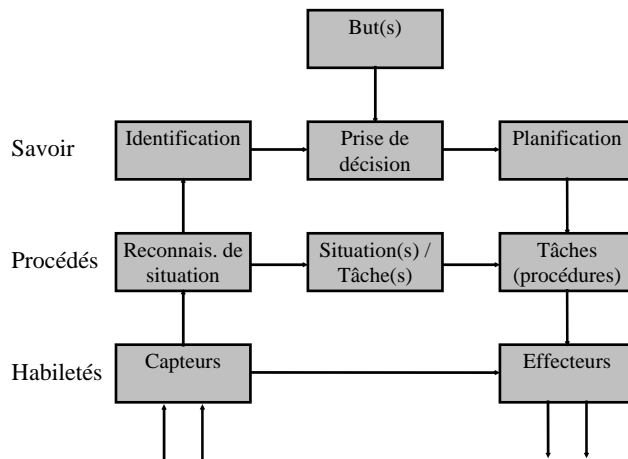 But(s)
Savoir
Identification
Prise de
décision
Planification
Procédés
Reconnais. de
situation
Situation(s) /
Tâche(s)
Tâches
(procédures)
Habiletés
Capteurs
Effecteurs